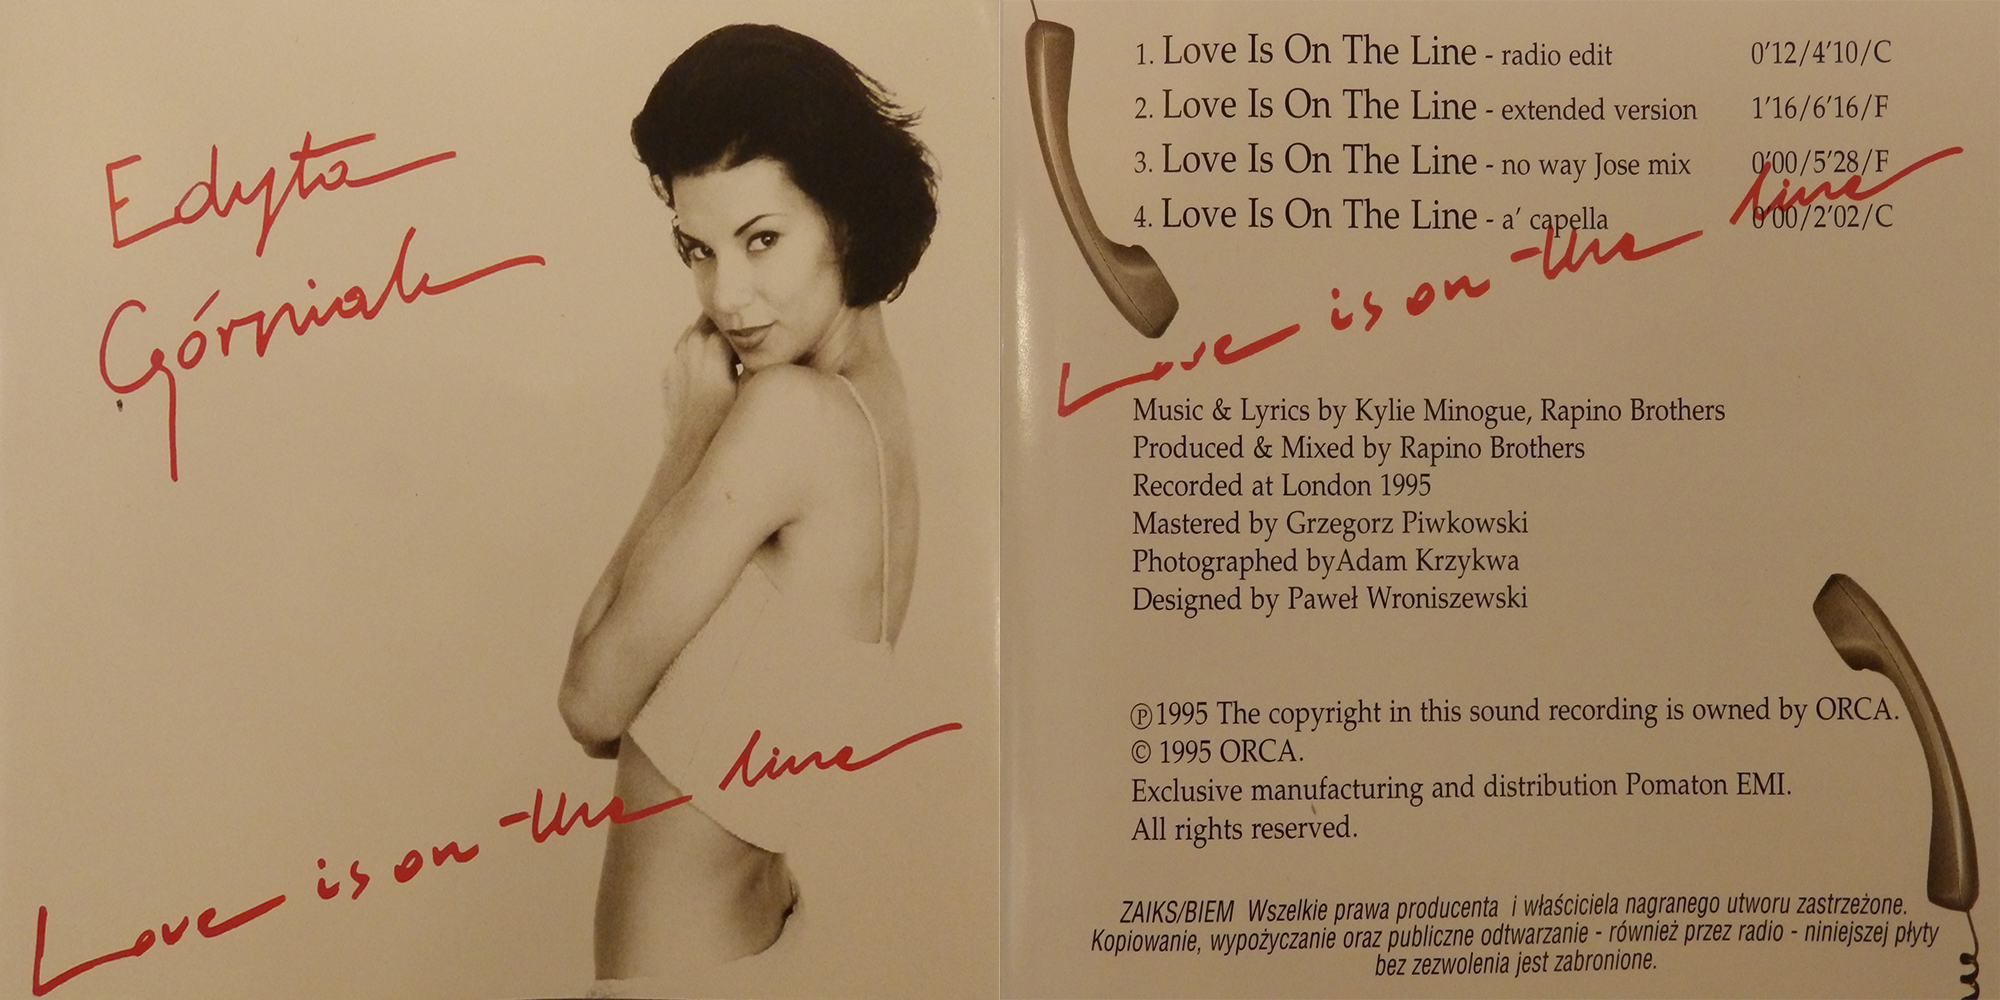 Edyta
Górniak
Love is on the line
1. Love Is On The Line - radio edit 0'12/4'10/C
2. Love Is On The Line - extended version 1'16/6'16/F
3. Love Is On The Line - no way Jose mix 0'00/5'28/F
4. Love Is On The Line - a' capella 0'00/2'02/C
Love is on the line
Music & Lyrics by Kylie Minogue, Rapino Brothers
Produced & Mixed by Rapino Brothers
Recorded at London 1995
Mastered by Grzegorz Piwkowski
Photographed byAdam Krzykwa
Designed by Paweł Wroniszewski
℗1995 The copyright in this sound recording is owned by ORCA.
© 1995 ORCA.
Exclusive manufacturing and distribution Pomaton EMI.
All rights reserved.
ZAIKS/BIEM Wszelkie prawa producenta i właściciela nagranego utworu zastrzeżone.
Kopiowanie, wypożyczanie oraz publiczne odtwarzanie - również przez radio - niniejszej płyty
bez zezwolenia jest zabronione.